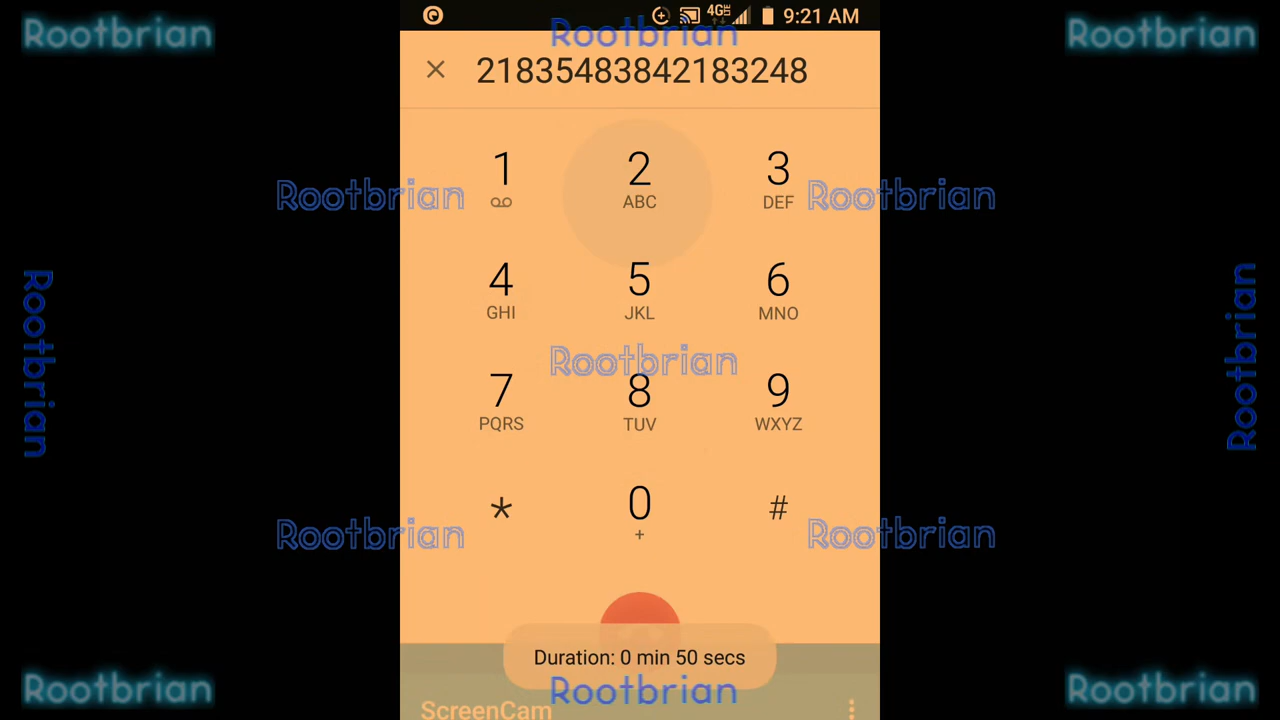 Rootbrian
Rootbrian
Rootbrian
4G LTE
9:21 AM
21835483842183248
1
2
ABC
3
DEF
Rootbrian
Rootbrian
4
GHI
5
JKL
6
MNO
Rootbrian
Rootbrian
Rootbrian
7
PQRS
8
TUV
9
WXYZ
*
0
+
#
Rootbrian
Rootbrian
Duration: 0 min 50 secs
Rootbrian
Rootbrian
Rootbrian
ScreenCam